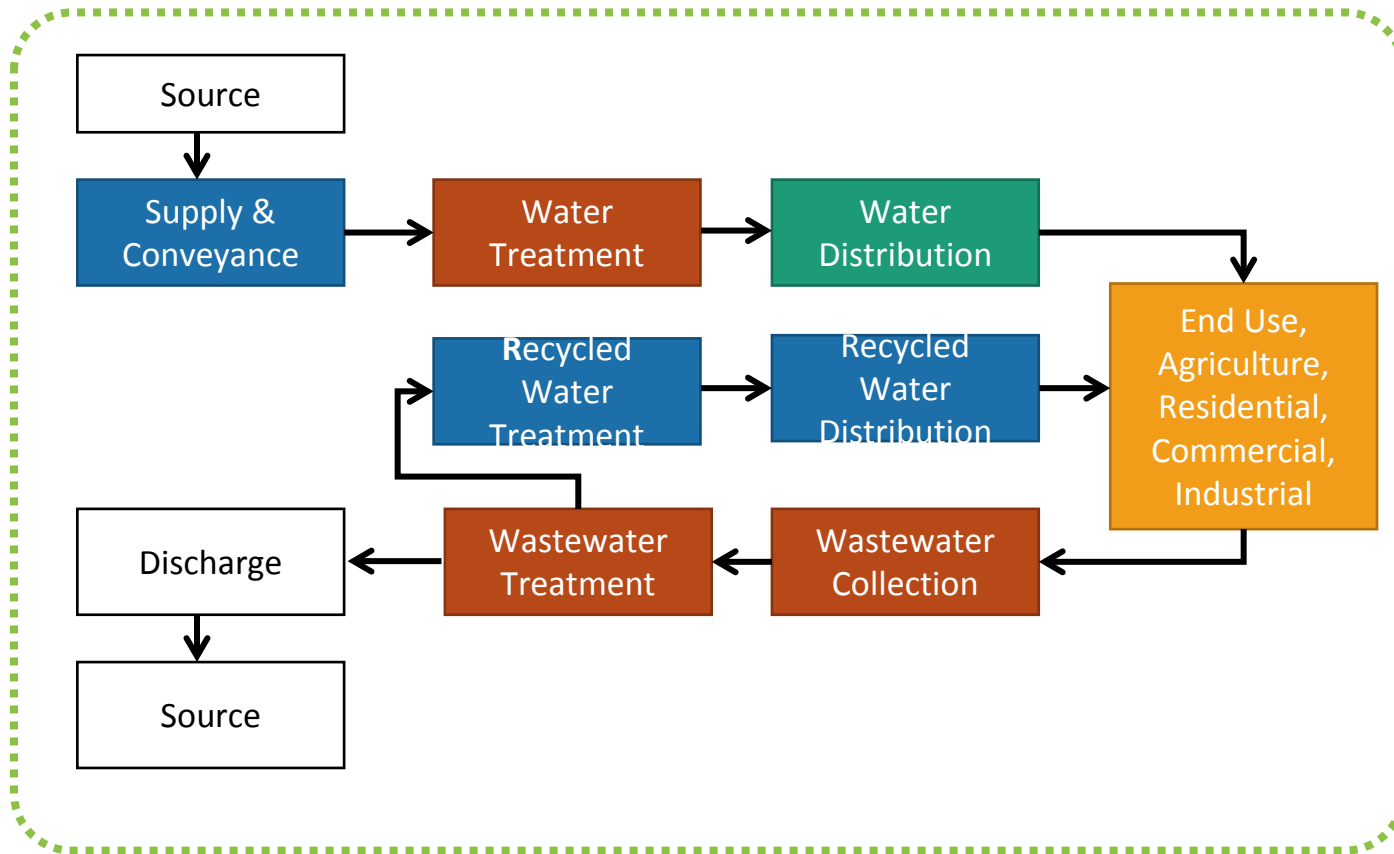 Source
Supply &
Conveyance
Water
Treatment
Water
Distribution
End Use,
Agriculture,
Residential,
Commercial,
Industrial
Recycled
Water
Treatment
Recycled
Water
Distribution
Discharge
Wastewater
Treatment
Wastewater
Collection
Source